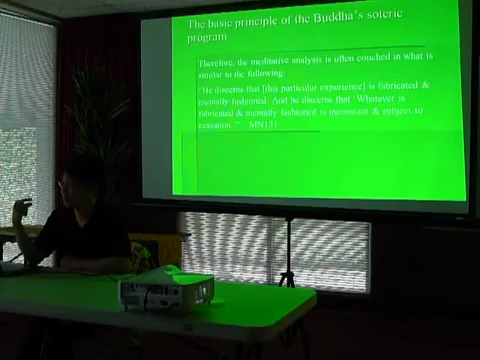 The basic principle of the Buddha's soteric
program
Therefore, the meditative analysis is often couched in what is
similar to the following:
"He discerns that [this particular experience] is fabricated &
mentally fashioned. And he discerns that 'Whatever is
fabricated & mentally fashioned is inconstant & subject to
cessation.'" MN121